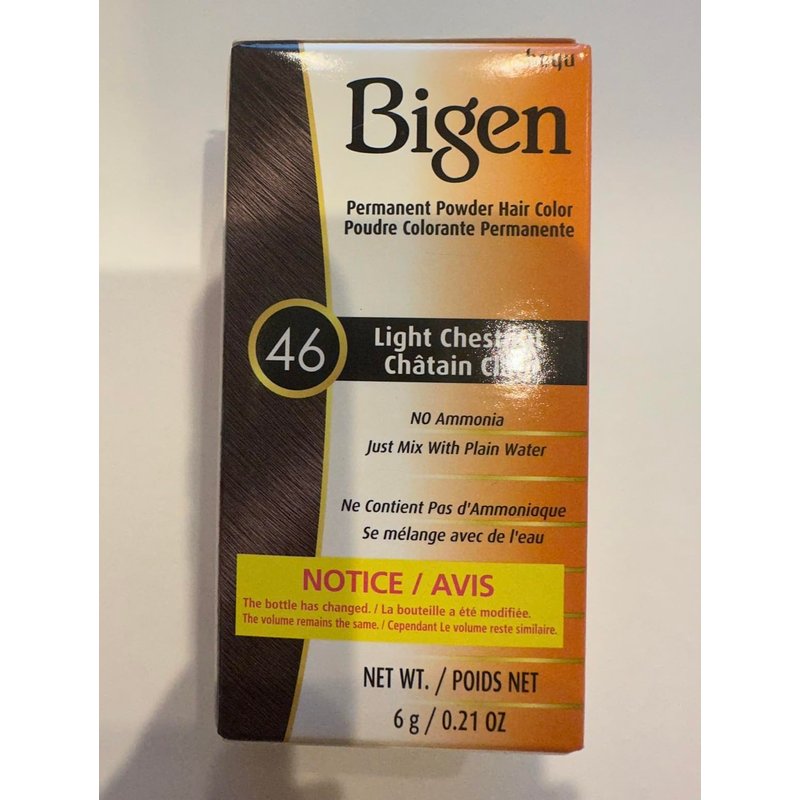 Bigen
Permanent Powder Hair Color
Poudre Colorante Permanente
46
Light Chestnut
Châtain Clair
NO Ammonia
Just Mix With Plain Water
Ne Contient Pas d'Ammoniaque
Se mélange avec de l'eau
NOTICE / AVIS
The bottle has changed. / La bouteille a été modifiée.
The volume remains the same. / Cependant Le volume reste similaire.
NET WT. / POIDS NET
6 g / 0.21 OZ